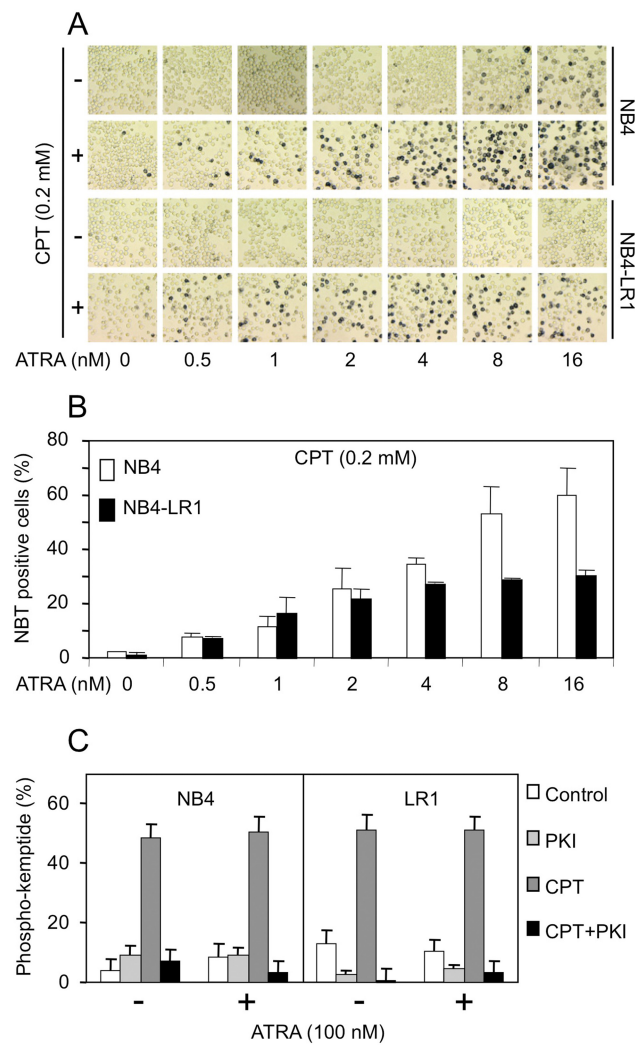 A
CPT (0.2 mM)
-
+
-
+
NB4
NB4-LR1
ATRA (nM) 0 0.5 1 2 4 8 16
B
CPT (0.2 mM)
NB4
NB4-LR1
NBT positive cells (%)
80
60
40
20
0
ATRA (nM) 0 0.5 1 2 4 8 16
C
NB4 LR1
Phospho-kemptide (%)
60
40
20
0
Control
PKI
CPT
CPT+PKI
- + - +
ATRA (100 nM)